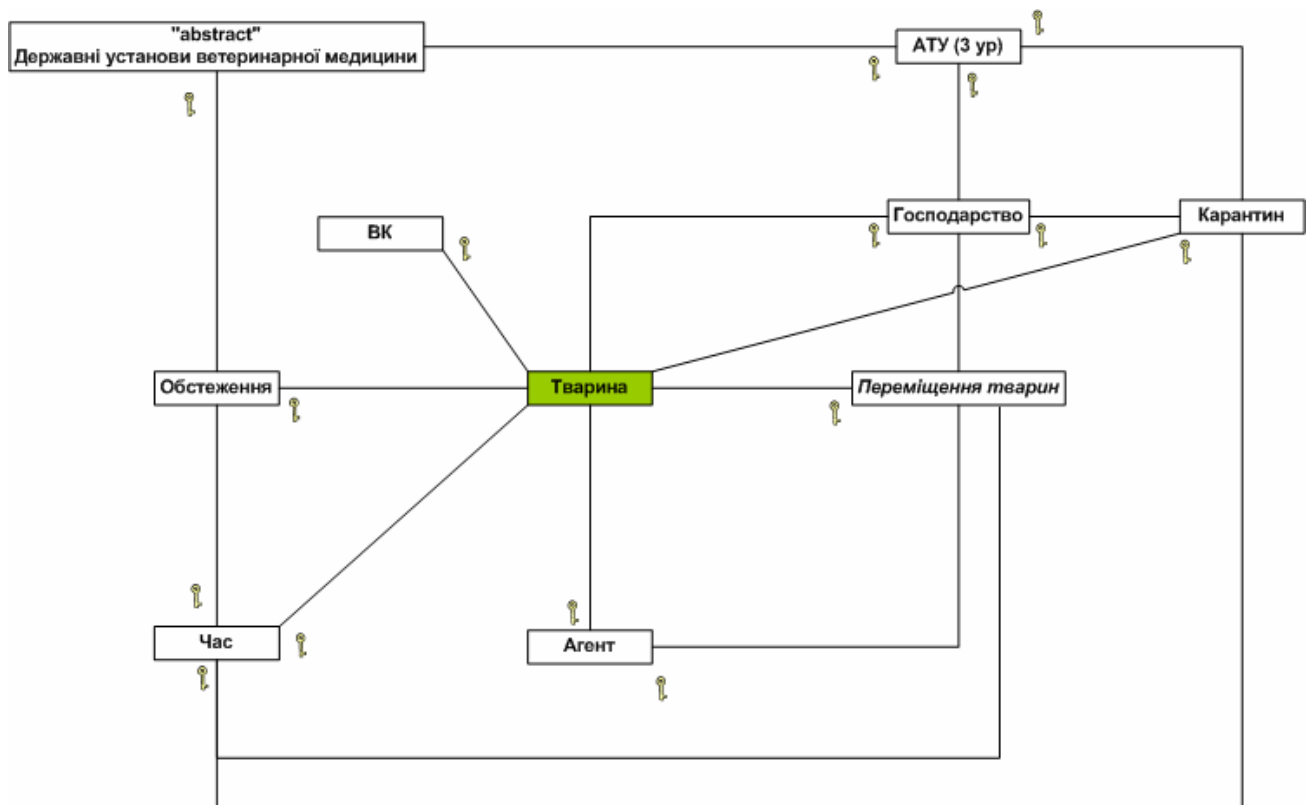 "abstract"
Державні установи ветеринарної медицини
АТУ (3 ур)
ВК
Господарство
Карантин
Обстеження
Тварина
Переміщення тварин
Час
Агент